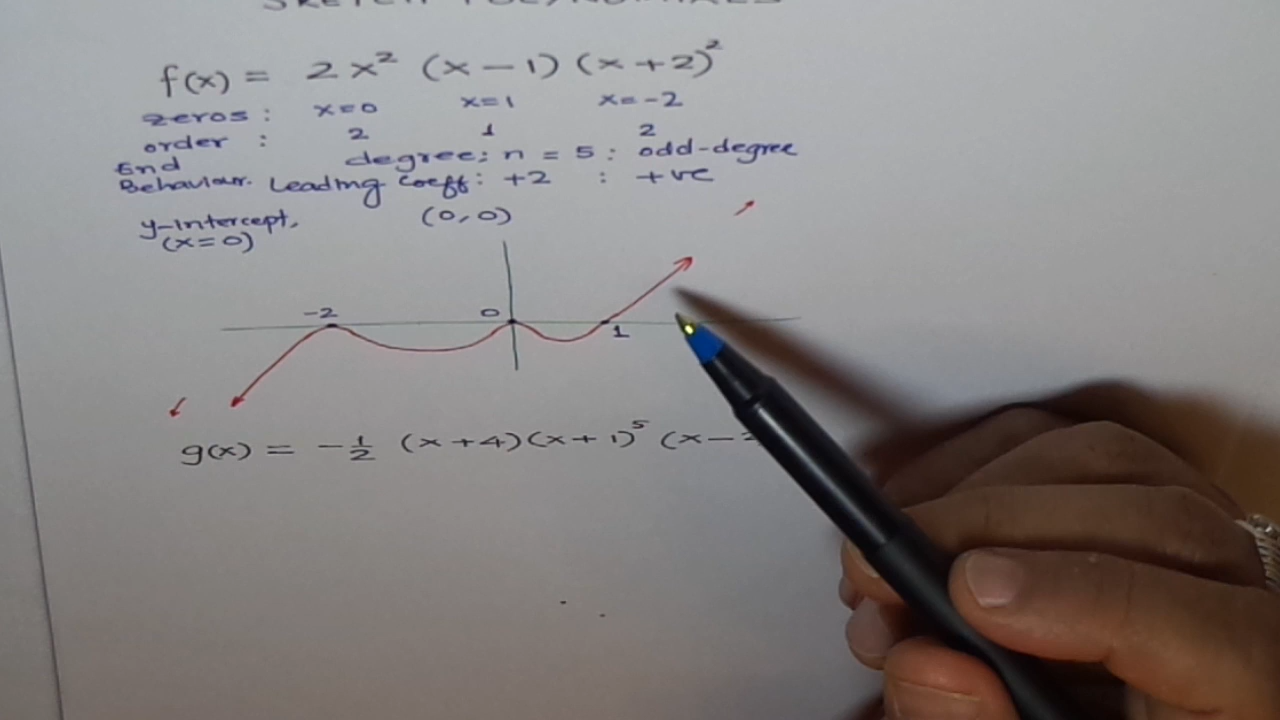 f(x) = 2x² (x-1)(x+2)²
zeros : x=0 x=1 x=-2
order : 2 1 2
End degree; n = 5 : odd-degree
Behaviour. Leading Coeff: +2 : +ve
y-intercept, (0,0)
(x=0)
-2 0 1
g(x) = -1/2 (x+4)(x+1)⁵ (x-